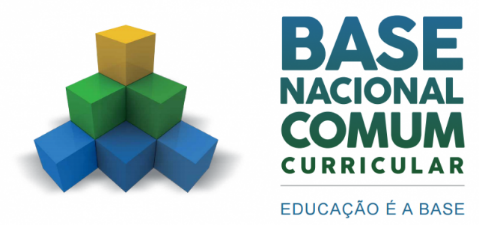 BASE
NACIONAL
COMUM
CURRICULAR
EDUCAÇÃO É A BASE